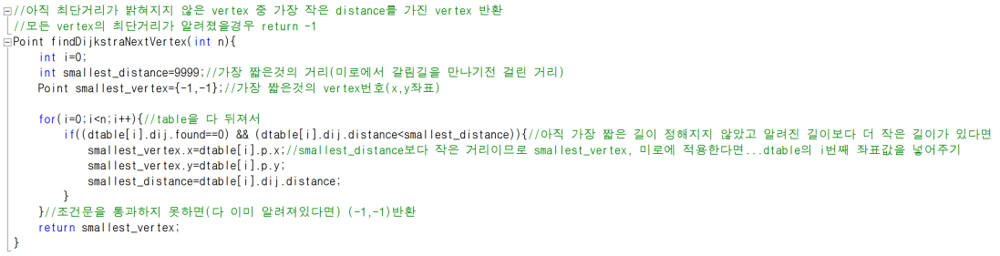 //아직 최단거리가 밝혀지지 않은 vertex 중 가장 작은 distance를 가진 vertex 반환
//모든 vertex의 최단거리가 알려졌을경우 return -1
Point findDijkstraNextVertex(int n){
    int i=0;
    int smallest_distance=9999;//가장 짧은것의 거리(미로에서 갈림길을 만나기전 걸린 거리)
    Point smallest_vertex={-1,-1};//가장 짧은것의 vertex번호(x,y좌표)

    for(i=0;i<n;i++){//table을 다 뒤져서
        if((dtable[i].dij.found==0) && (dtable[i].dij.distance<smallest_distance)){//아직 가장 짧은 길이 정해지지 않았고 알려진 길이보다 더 작은 길이가 있다면
            smallest_vertex.x=dtable[i].p.x;//smallest_distance보다 작은 거리이므로 smallest_vertex, 미로에 적용한다면...dtable의 i번째 좌표값을 넣어주기
            smallest_vertex.y=dtable[i].p.y;
            smallest_distance=dtable[i].dij.distance;
        }
    }//조건문을 통과하지 못하면(다 이미 알려져있다면) (-1,-1)반환
    return smallest_vertex;
}